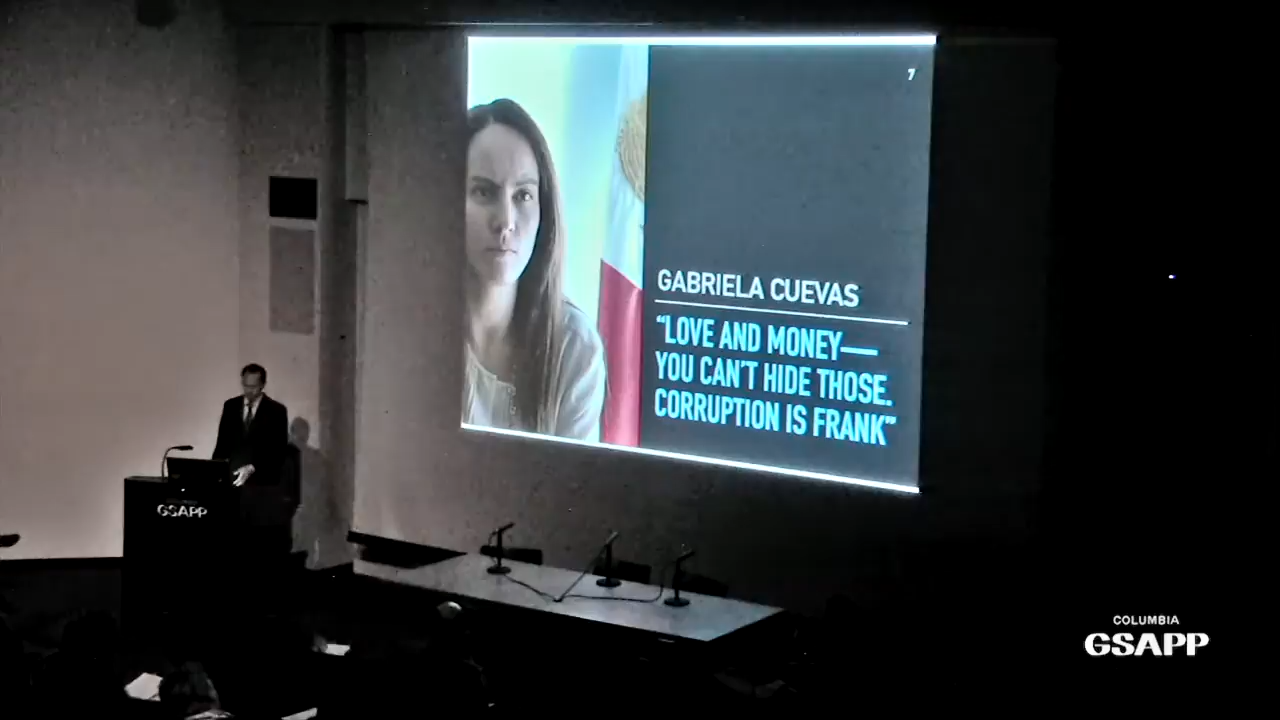 7
GABRIELA CUEVAS
“LOVE AND MONEY—
YOU CAN'T HIDE THOSE.
CORRUPTION IS FRANK”
GSAPP
COLUMBIA
GSAPP